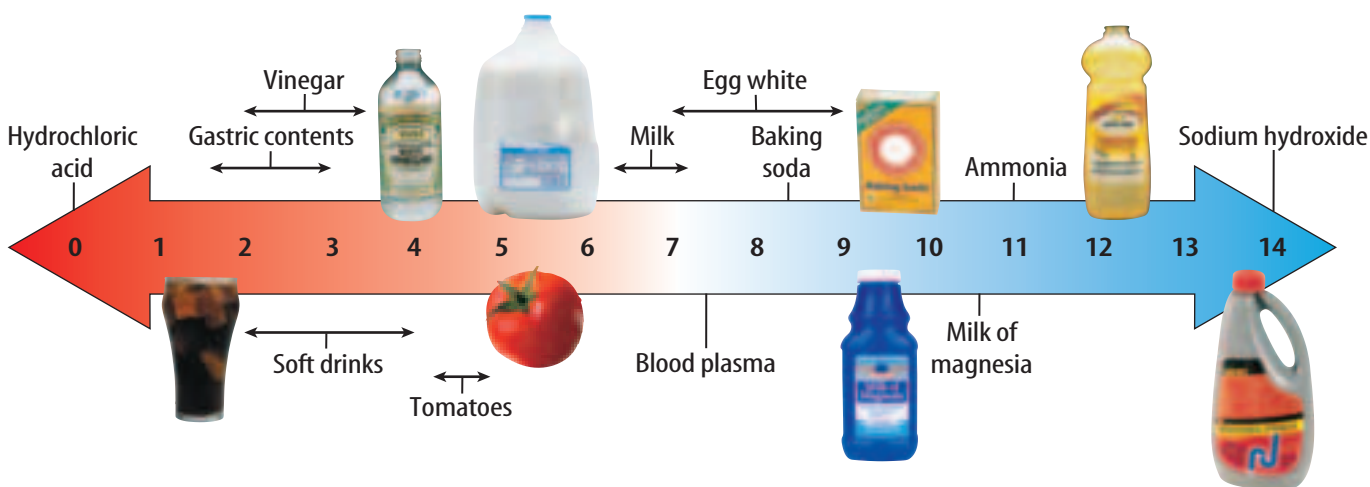 Vinegar
Egg white
Hydrochloric
acid
Gastric contents
Milk
Baking
soda
Ammonia
Sodium hydroxide
0 1 2 3 4 5 6 7 8 9 10 11 12 13 14
Soft drinks
Tomatoes
Blood plasma
Milk of
magnesia